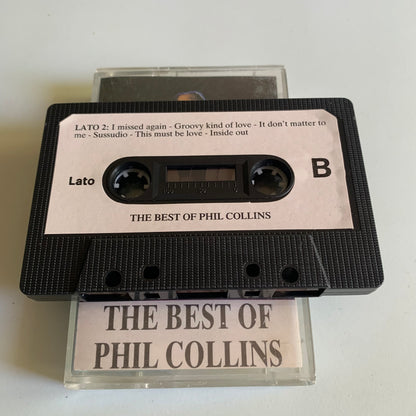 LATO 2: I missed again - Groovy kind of love - It don't matter to
me - Sussudio - This must be love - Inside out
Lato
B
THE BEST OF PHIL COLLINS
THE BEST OF
PHIL COLLINS